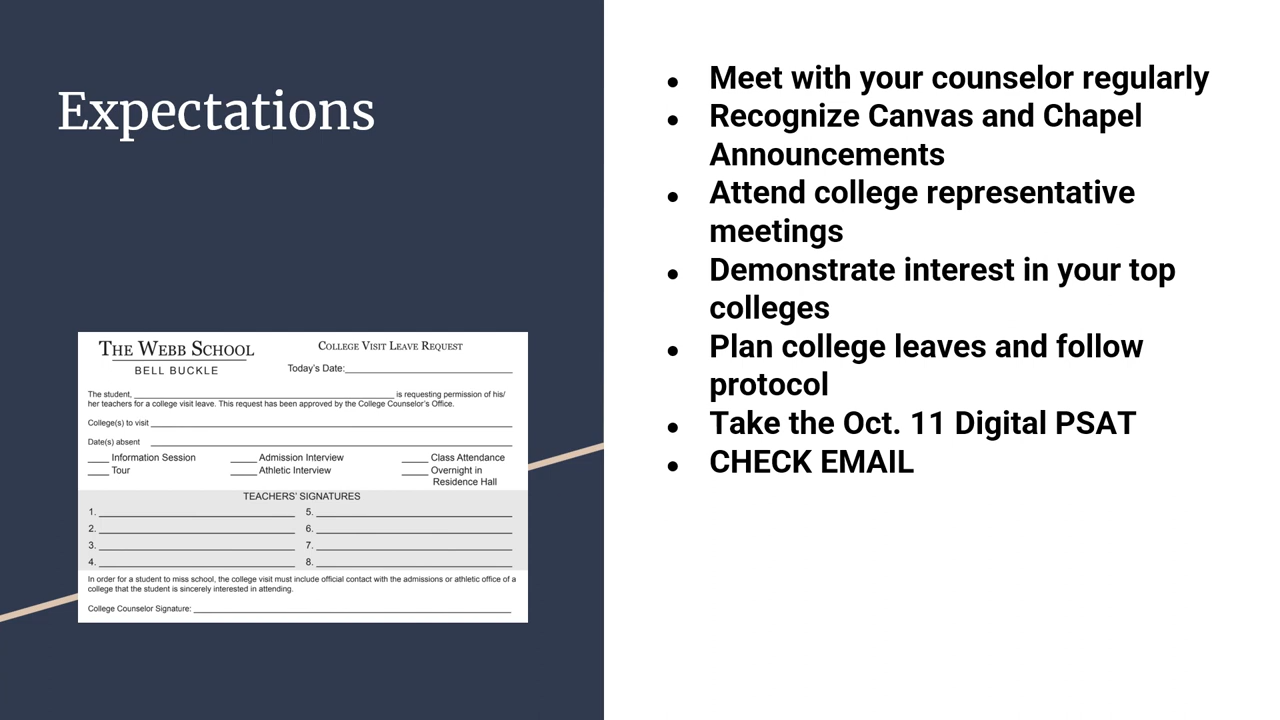 Expectations
● Meet with your counselor regularly
● Recognize Canvas and Chapel
Announcements
● Attend college representative
meetings
● Demonstrate interest in your top
colleges
● Plan college leaves and follow
protocol
● Take the Oct. 11 Digital PSAT
● CHECK EMAIL
THE WEBB SCHOOL
BELL BUCKLE
COLLEGE VISIT LEAVE REQUEST
Today's Date:
The student, is requesting permission of his/
her teachers for a college visit leave. This request has been approved by the College Counselor's Office.
College(s) to visit
Date(s) absent
Information Session Admission Interview Class Attendance
Tour Athletic Interview Overnight in
Residence Hall
TEACHERS' SIGNATURES
1. 5.
2. 6.
3. 7.
4. 8.
In order for a student to miss school, the college visit must include official contact with the admissions or athletic office of a
college that the student is sincerely interested in attending.
College Counselor Signature: